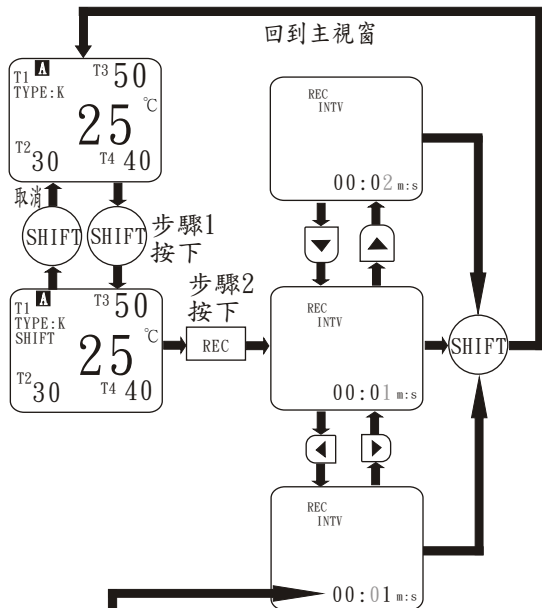 回到主視窗
T1 A T3 50
TYPE:K
25 ℃
T2 30 T4 40
取消
SHIFT
SHIFT
步驟1
按下
T1 A T3 50
TYPE:K
SHIFT
25 ℃
T2 30 T4 40
步驟2
按下
REC
REC
INTV
00:02 m:s
REC
INTV
00:01 m:s
SHIFT
REC
INTV
00:01 m:s